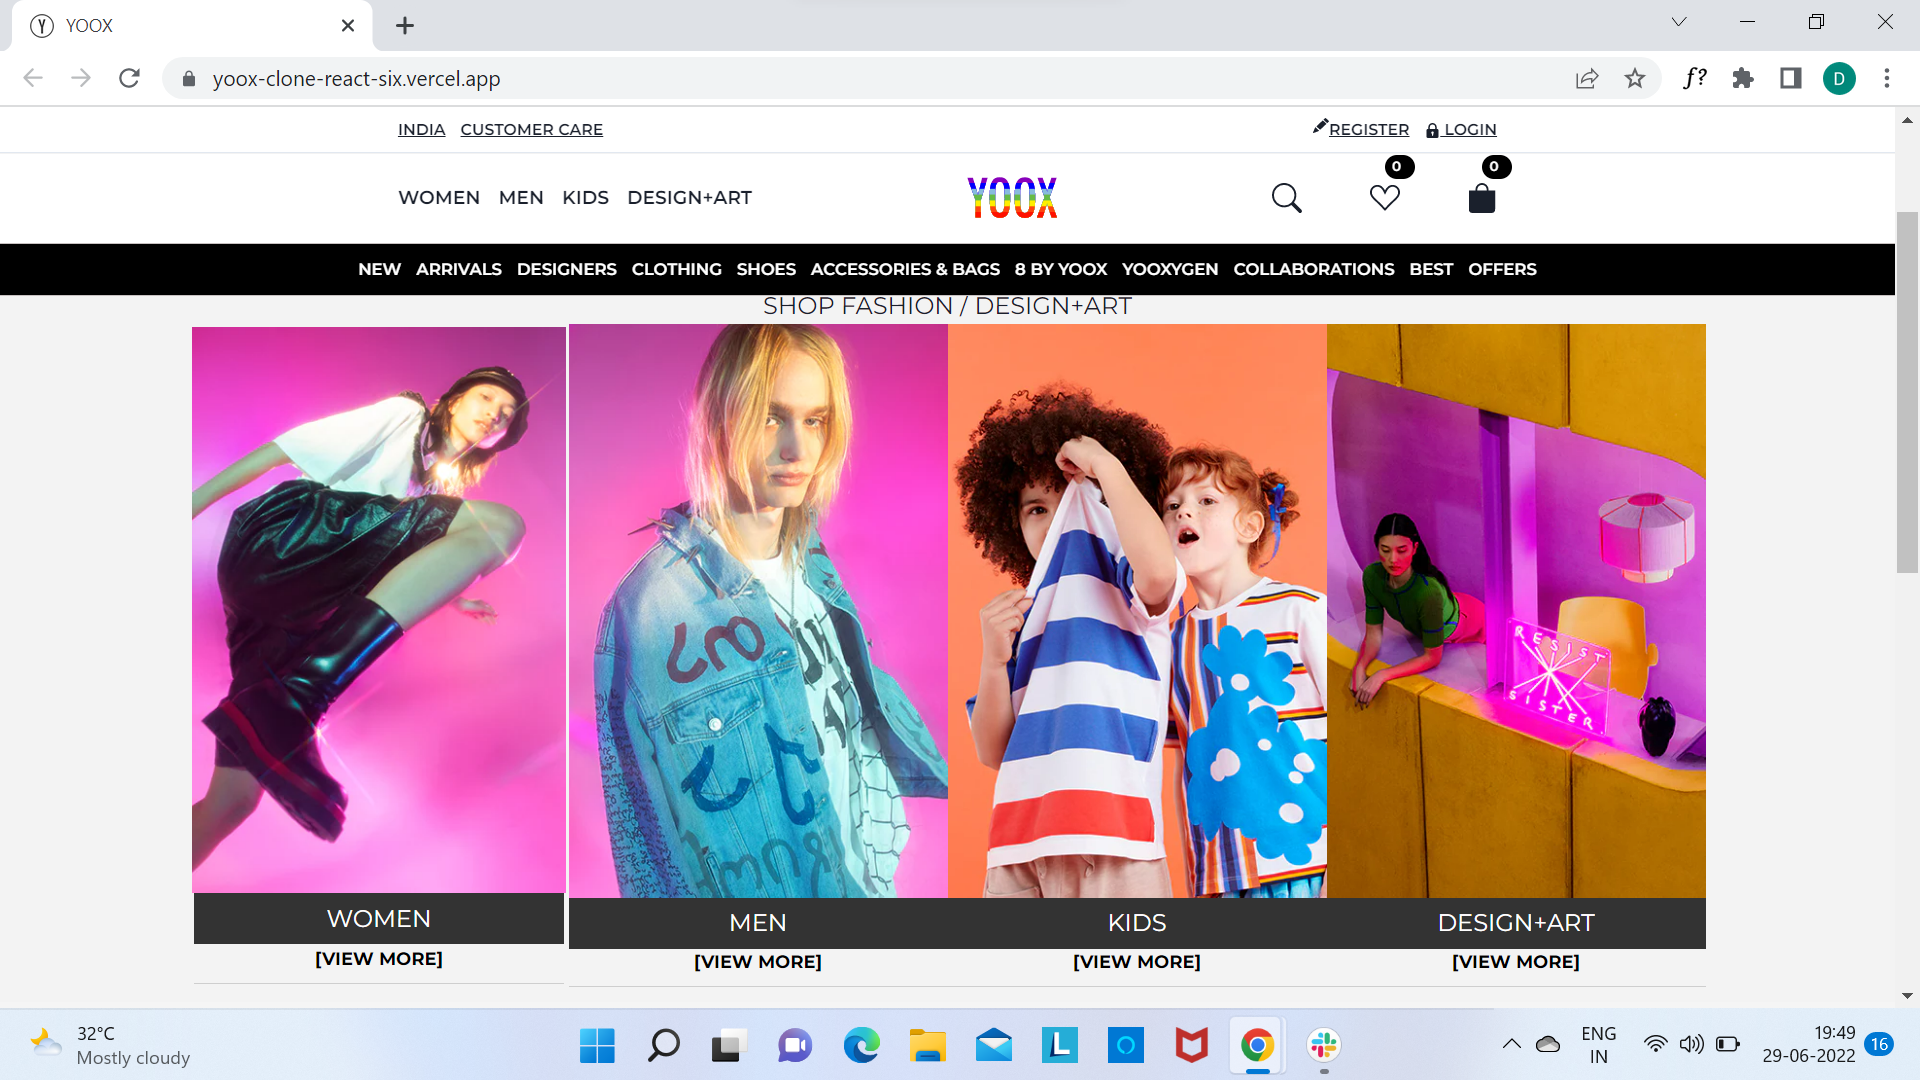 YOOX
yoox-clone-react-six.vercel.app
f?
D
INDIA CUSTOMER CARE REGISTER LOGIN
0 0
WOMEN MEN KIDS DESIGN+ART YOOX
NEW ARRIVALS DESIGNERS CLOTHING SHOES ACCESSORIES & BAGS 8 BY YOOX YOOXYGEN COLLABORATIONS BEST OFFERS
SHOP FASHION / DESIGN+ART
RESIST
SISTER
WOMEN MEN KIDS DESIGN+ART
[VIEW MORE] [VIEW MORE] [VIEW MORE] [VIEW MORE]
32°C
Mostly cloudy
L
ENG
IN
19:49
29-06-2022
16